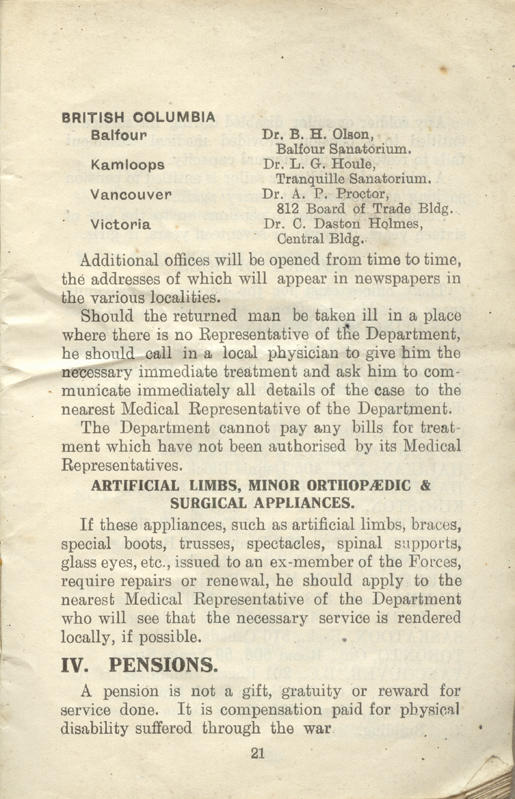 BRITISH COLUMBIA
Balfour Dr. B. H. Olson,
Balfour Sanatorium.
Kamloops Dr. L. G. Houle,
Tranquille Sanatorium.
Vancouver Dr. A. P. Proctor,
812 Board of Trade Bldg.
Victoria Dr. C. Daston Holmes,
Central Bldg.
Additional offices will be opened from time to time,
the addresses of which will appear in newspapers in
the various localities.
Should the returned man be taken ill in a place
where there is no Representative of the Department,
he should call in a local physician to give him the
necessary immediate treatment and ask him to com-
municate immediately all details of the case to the
nearest Medical Representative of the Department.
The Department cannot pay any bills for treat-
ment which have not been authorised by its Medical
Representatives.
ARTIFICIAL LIMBS, MINOR ORTHOPÆDIC &
SURGICAL APPLIANCES.
If these appliances, such as artificial limbs, braces,
special boots, trusses, spectacles, spinal supports,
glass eyes, etc., issued to an ex-member of the Forces,
require repairs or renewal, he should apply to the
nearest Medical Representative of the Department
who will see that the necessary service is rendered
locally, if possible.
IV. PENSIONS.
A pension is not a gift, gratuity or reward for
service done. It is compensation paid for physical
disability suffered through the war
21